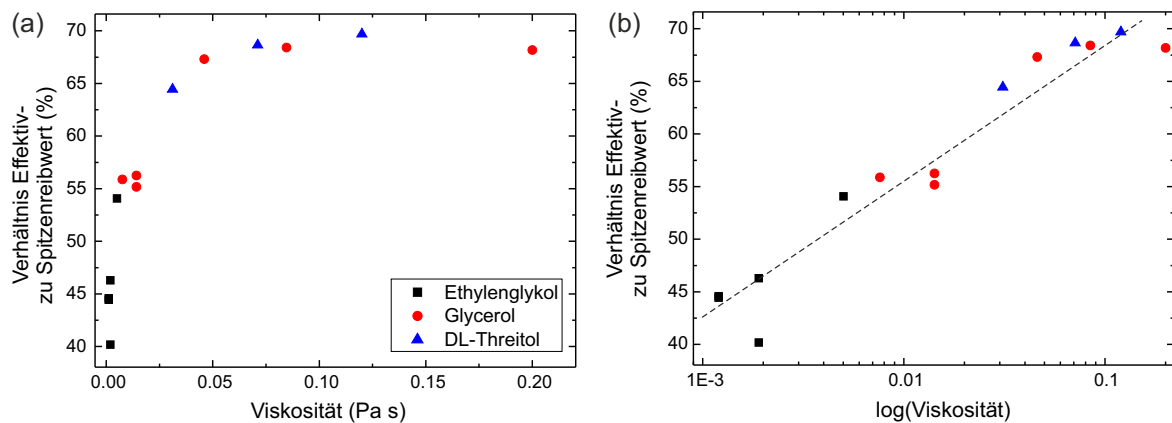 (a)
Verhältnis Effektiv-
zu Spitzenreibwert (%)
70
65
60
55
50
45
40
0.00
0.05
0.10
0.15
0.20
Viskosität (Pa s)
Ethylenglykol
Glycerol
DL-Threitol
(b)
Verhältnis Effektiv-
zu Spitzenreibwert (%)
70
65
60
55
50
45
40
1E-3
0.01
0.1
log(Viskosität)